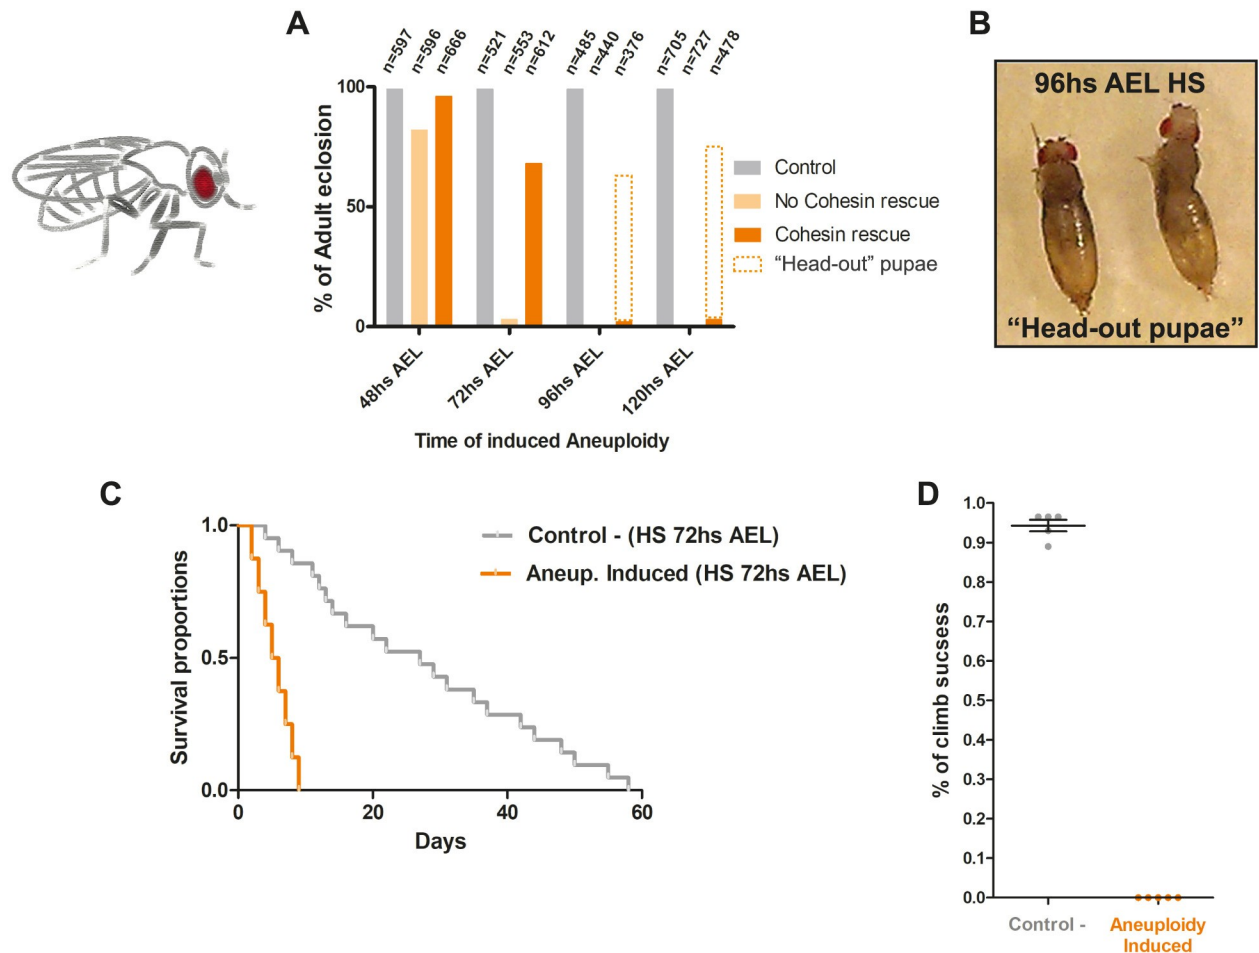 A
n=597
n=596
n=666
n=521
n=553
n=612
n=485
n=440
n=376
n=705
n=727
n=478
100
50
0
% of Adult eclosion
48hs AEL
72hs AEL
96hs AEL
120hs AEL
Time of induced Aneuploidy
Control
No Cohesin rescue
Cohesin rescue
“Head-out” pupae
B
96hs AEL HS
“Head-out pupae”
C
1.0
0.5
0.0
Survival proportions
0
20
40
60
Days
Control - (HS 72hs AEL)
Aneup. Induced (HS 72hs AEL)
D
1.0
0.9
0.8
0.7
0.6
0.5
0.4
0.3
0.2
0.1
0.0
% of climb sucsess
Control -
Aneuploidy
Induced